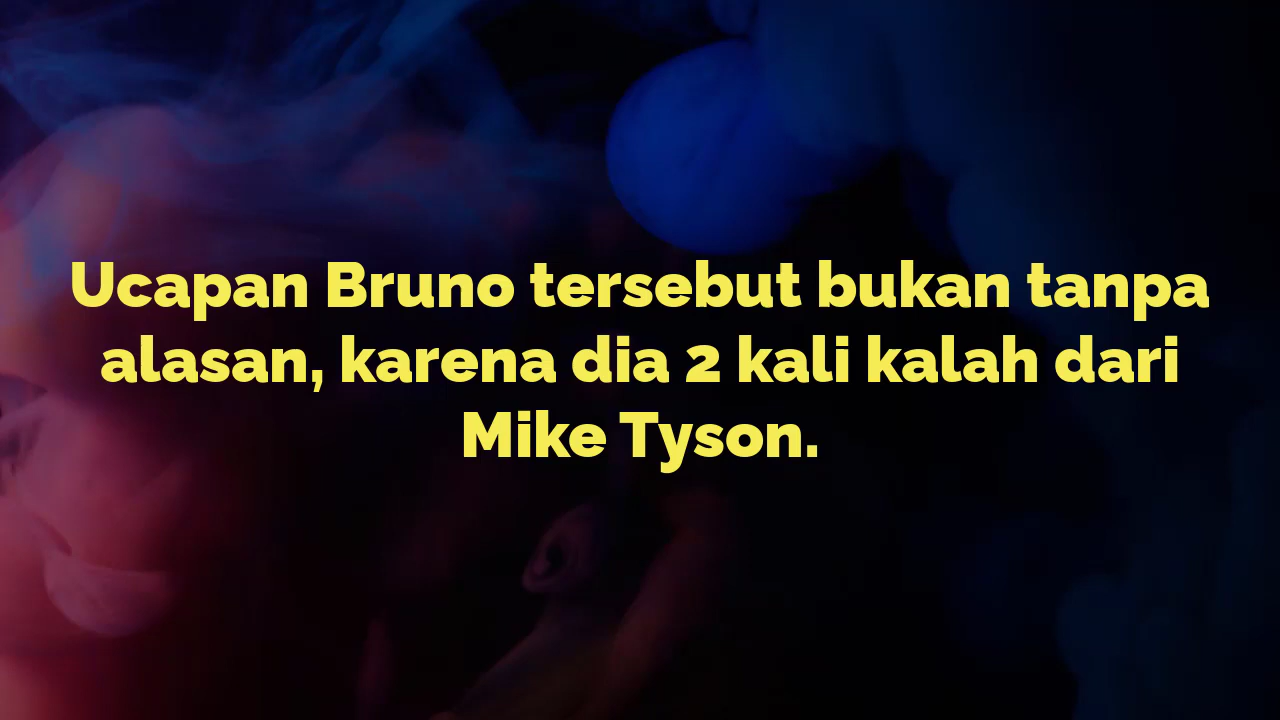 Ucapan Bruno tersebut bukan tanpa
alasan, karena dia 2 kali kalah dari
Mike Tyson.